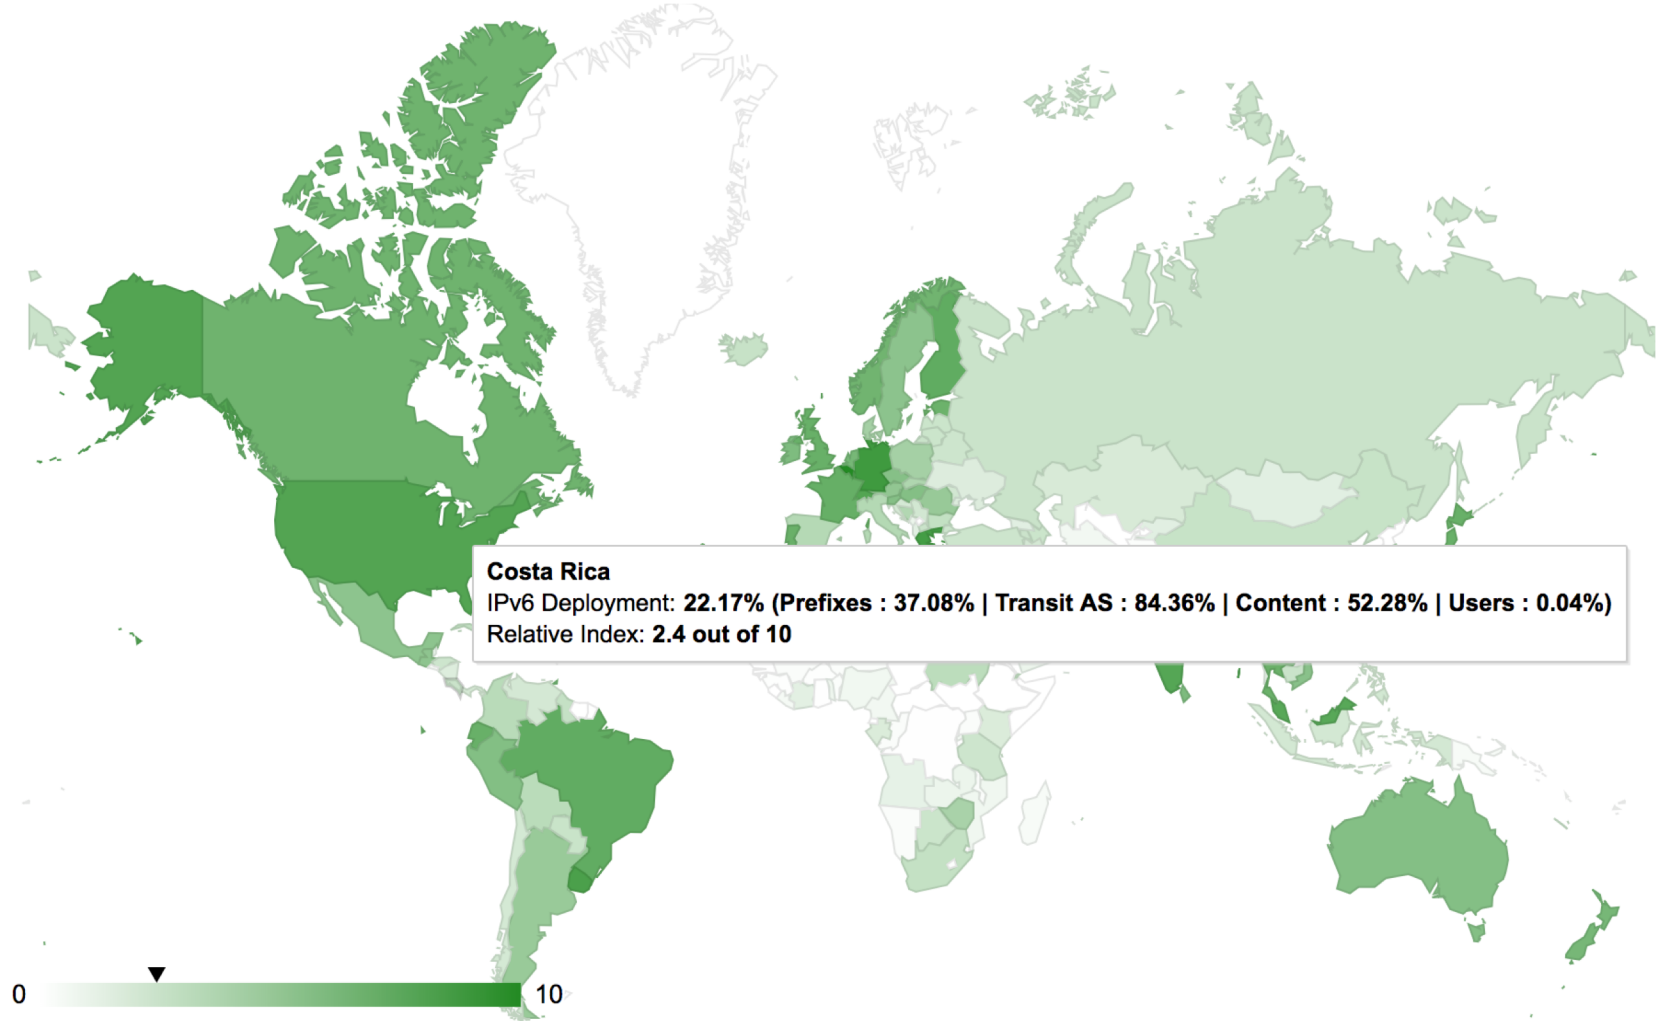 Costa Rica
IPv6 Deployment: 22.17% (Prefixes : 37.08% | Transit AS : 84.36% | Content : 52.28% | Users : 0.04%)
Relative Index: 2.4 out of 10
0 10